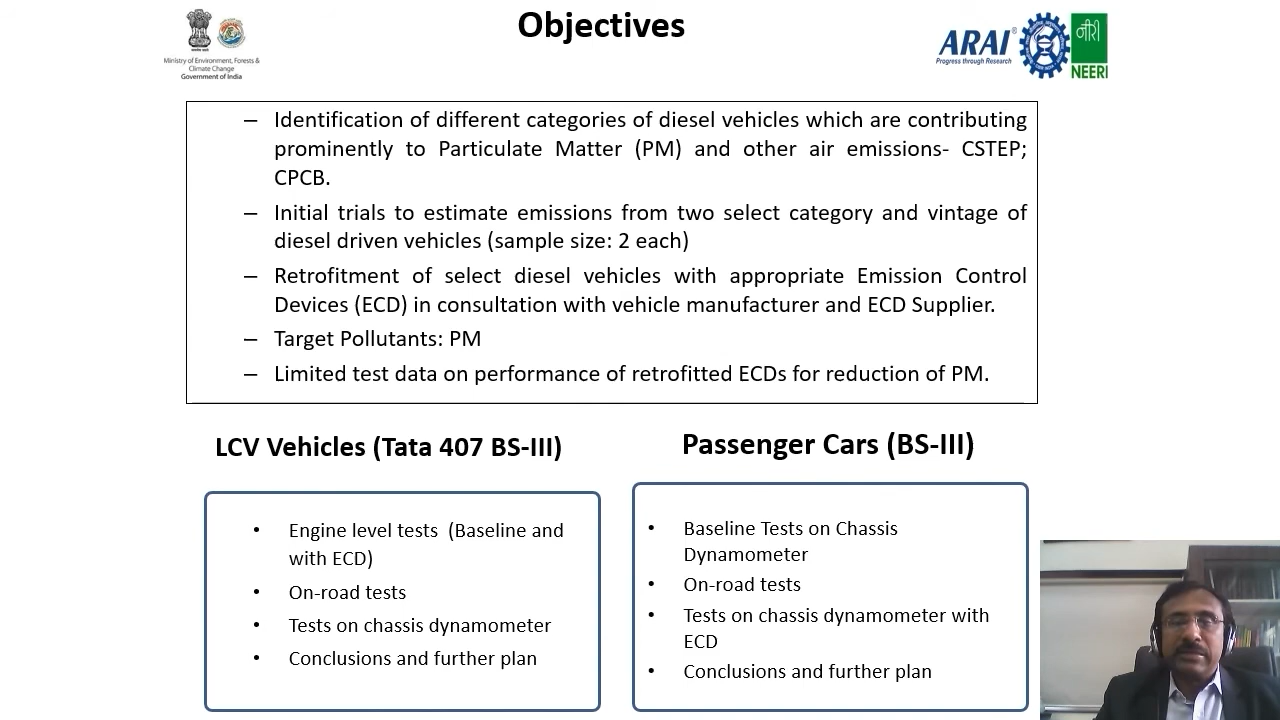 Objectives
Ministry of Environment, Forests &
Climate Change
Government of India
ARAI®
Progress through Research
नीरी
NEERI
– Identification of different categories of diesel vehicles which are contributing
prominently to Particulate Matter (PM) and other air emissions- CSTEP;
CPCB.
– Initial trials to estimate emissions from two select category and vintage of
diesel driven vehicles (sample size: 2 each)
– Retrofitment of select diesel vehicles with appropriate Emission Control
Devices (ECD) in consultation with vehicle manufacturer and ECD Supplier.
– Target Pollutants: PM
– Limited test data on performance of retrofitted ECDs for reduction of PM.
LCV Vehicles (Tata 407 BS-III)
• Engine level tests (Baseline and
with ECD)
• On-road tests
• Tests on chassis dynamometer
• Conclusions and further plan
Passenger Cars (BS-III)
• Baseline Tests on Chassis
Dynamometer
• On-road tests
• Tests on chassis dynamometer with
ECD
• Conclusions and further plan